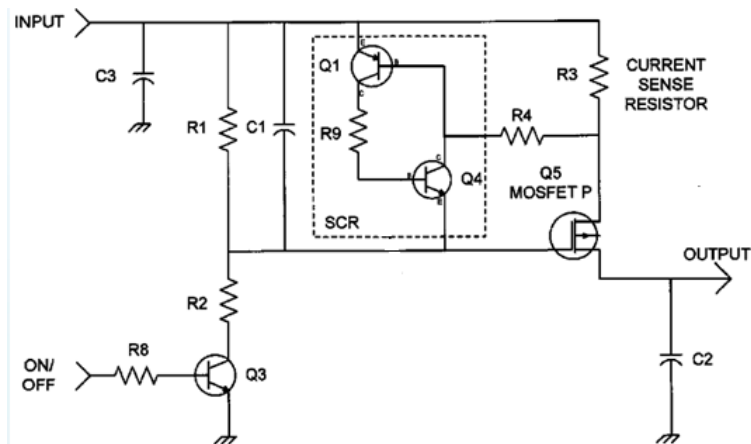 INPUT
C3
R1
C1
Q1
E
B
C
R9
C
B
Q4
E
SCR
R4
R3
CURRENT
SENSE
RESISTOR
Q5
MOSFET P
OUTPUT
R2
R8
ON/
OFF
Q3
C2